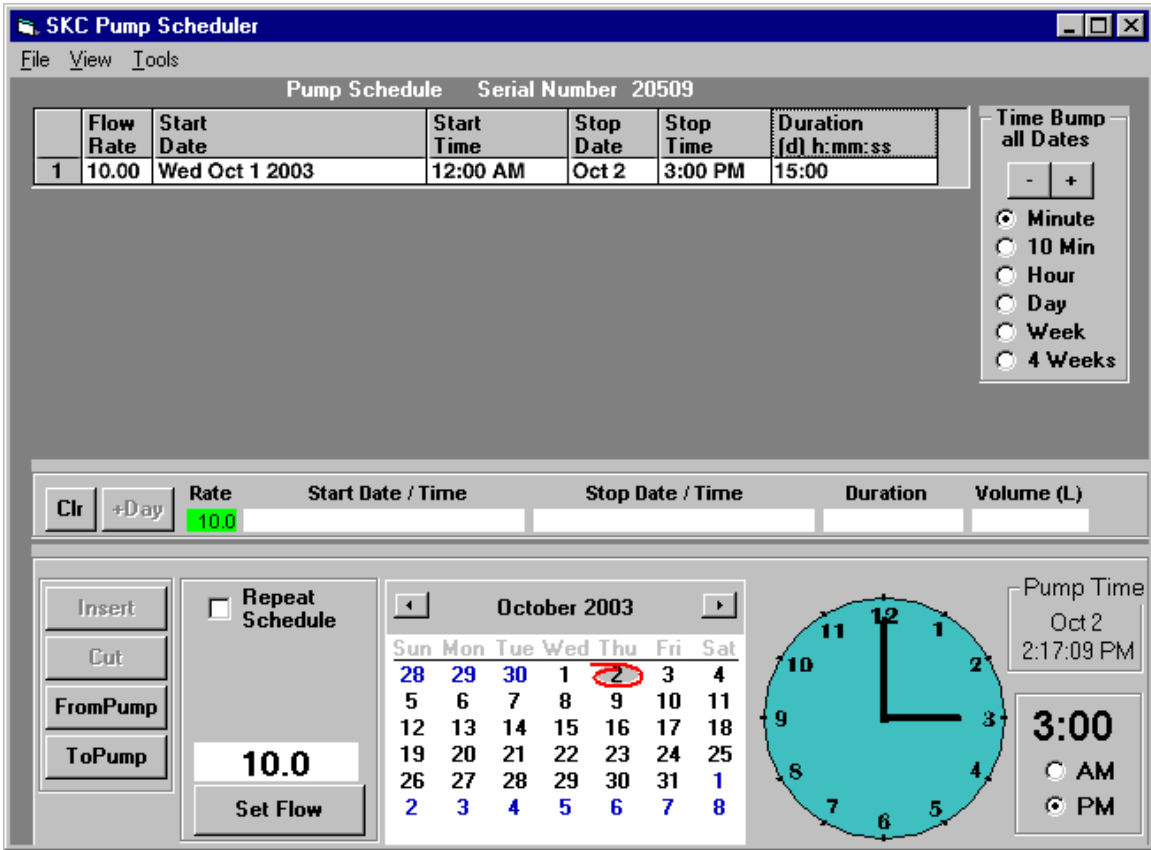 SKC Pump Scheduler
File View Tools
Pump Schedule Serial Number 20509
Flow Rate Start Date Start Time Stop Date Stop Time Duration (d) h:mm:ss
1 10.00 Wed Oct 1 2003 12:00 AM Oct 2 3:00 PM 15:00
Time Bump
all Dates
- +
Minute
10 Min
Hour
Day
Week
4 Weeks
Clr +Day Rate Start Date / Time Stop Date / Time Duration Volume (L)
10.0
Insert
Cut
FromPump
ToPump
Repeat
Schedule
10.0
Set Flow
October 2003
Sun Mon Tue Wed Thu Fri Sat
28 29 30 1 2 3 4
5 6 7 8 9 10 11
12 13 14 15 16 17 18
19 20 21 22 23 24 25
26 27 28 29 30 31 1
2 3 4 5 6 7 8
12
11 1
10 2
9 3
8 4
7 5
6
Pump Time
Oct 2
2:17:09 PM
3:00
AM
PM